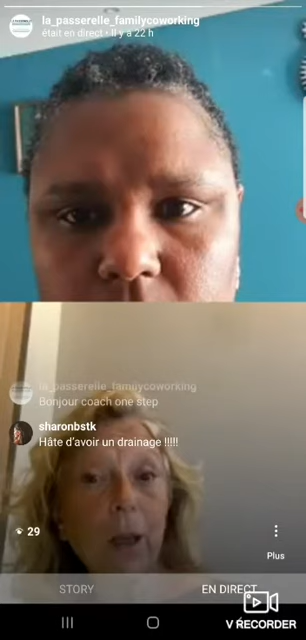 la_passerelle_familycoworking
était en direct • Il y a 22 h
la_passerelle_familycoworking
Bonjour coach one step
sharonbstk
Hâte d'avoir un drainage !!!!!
29
Plus
STORY
EN DIRECT
V RECORDER